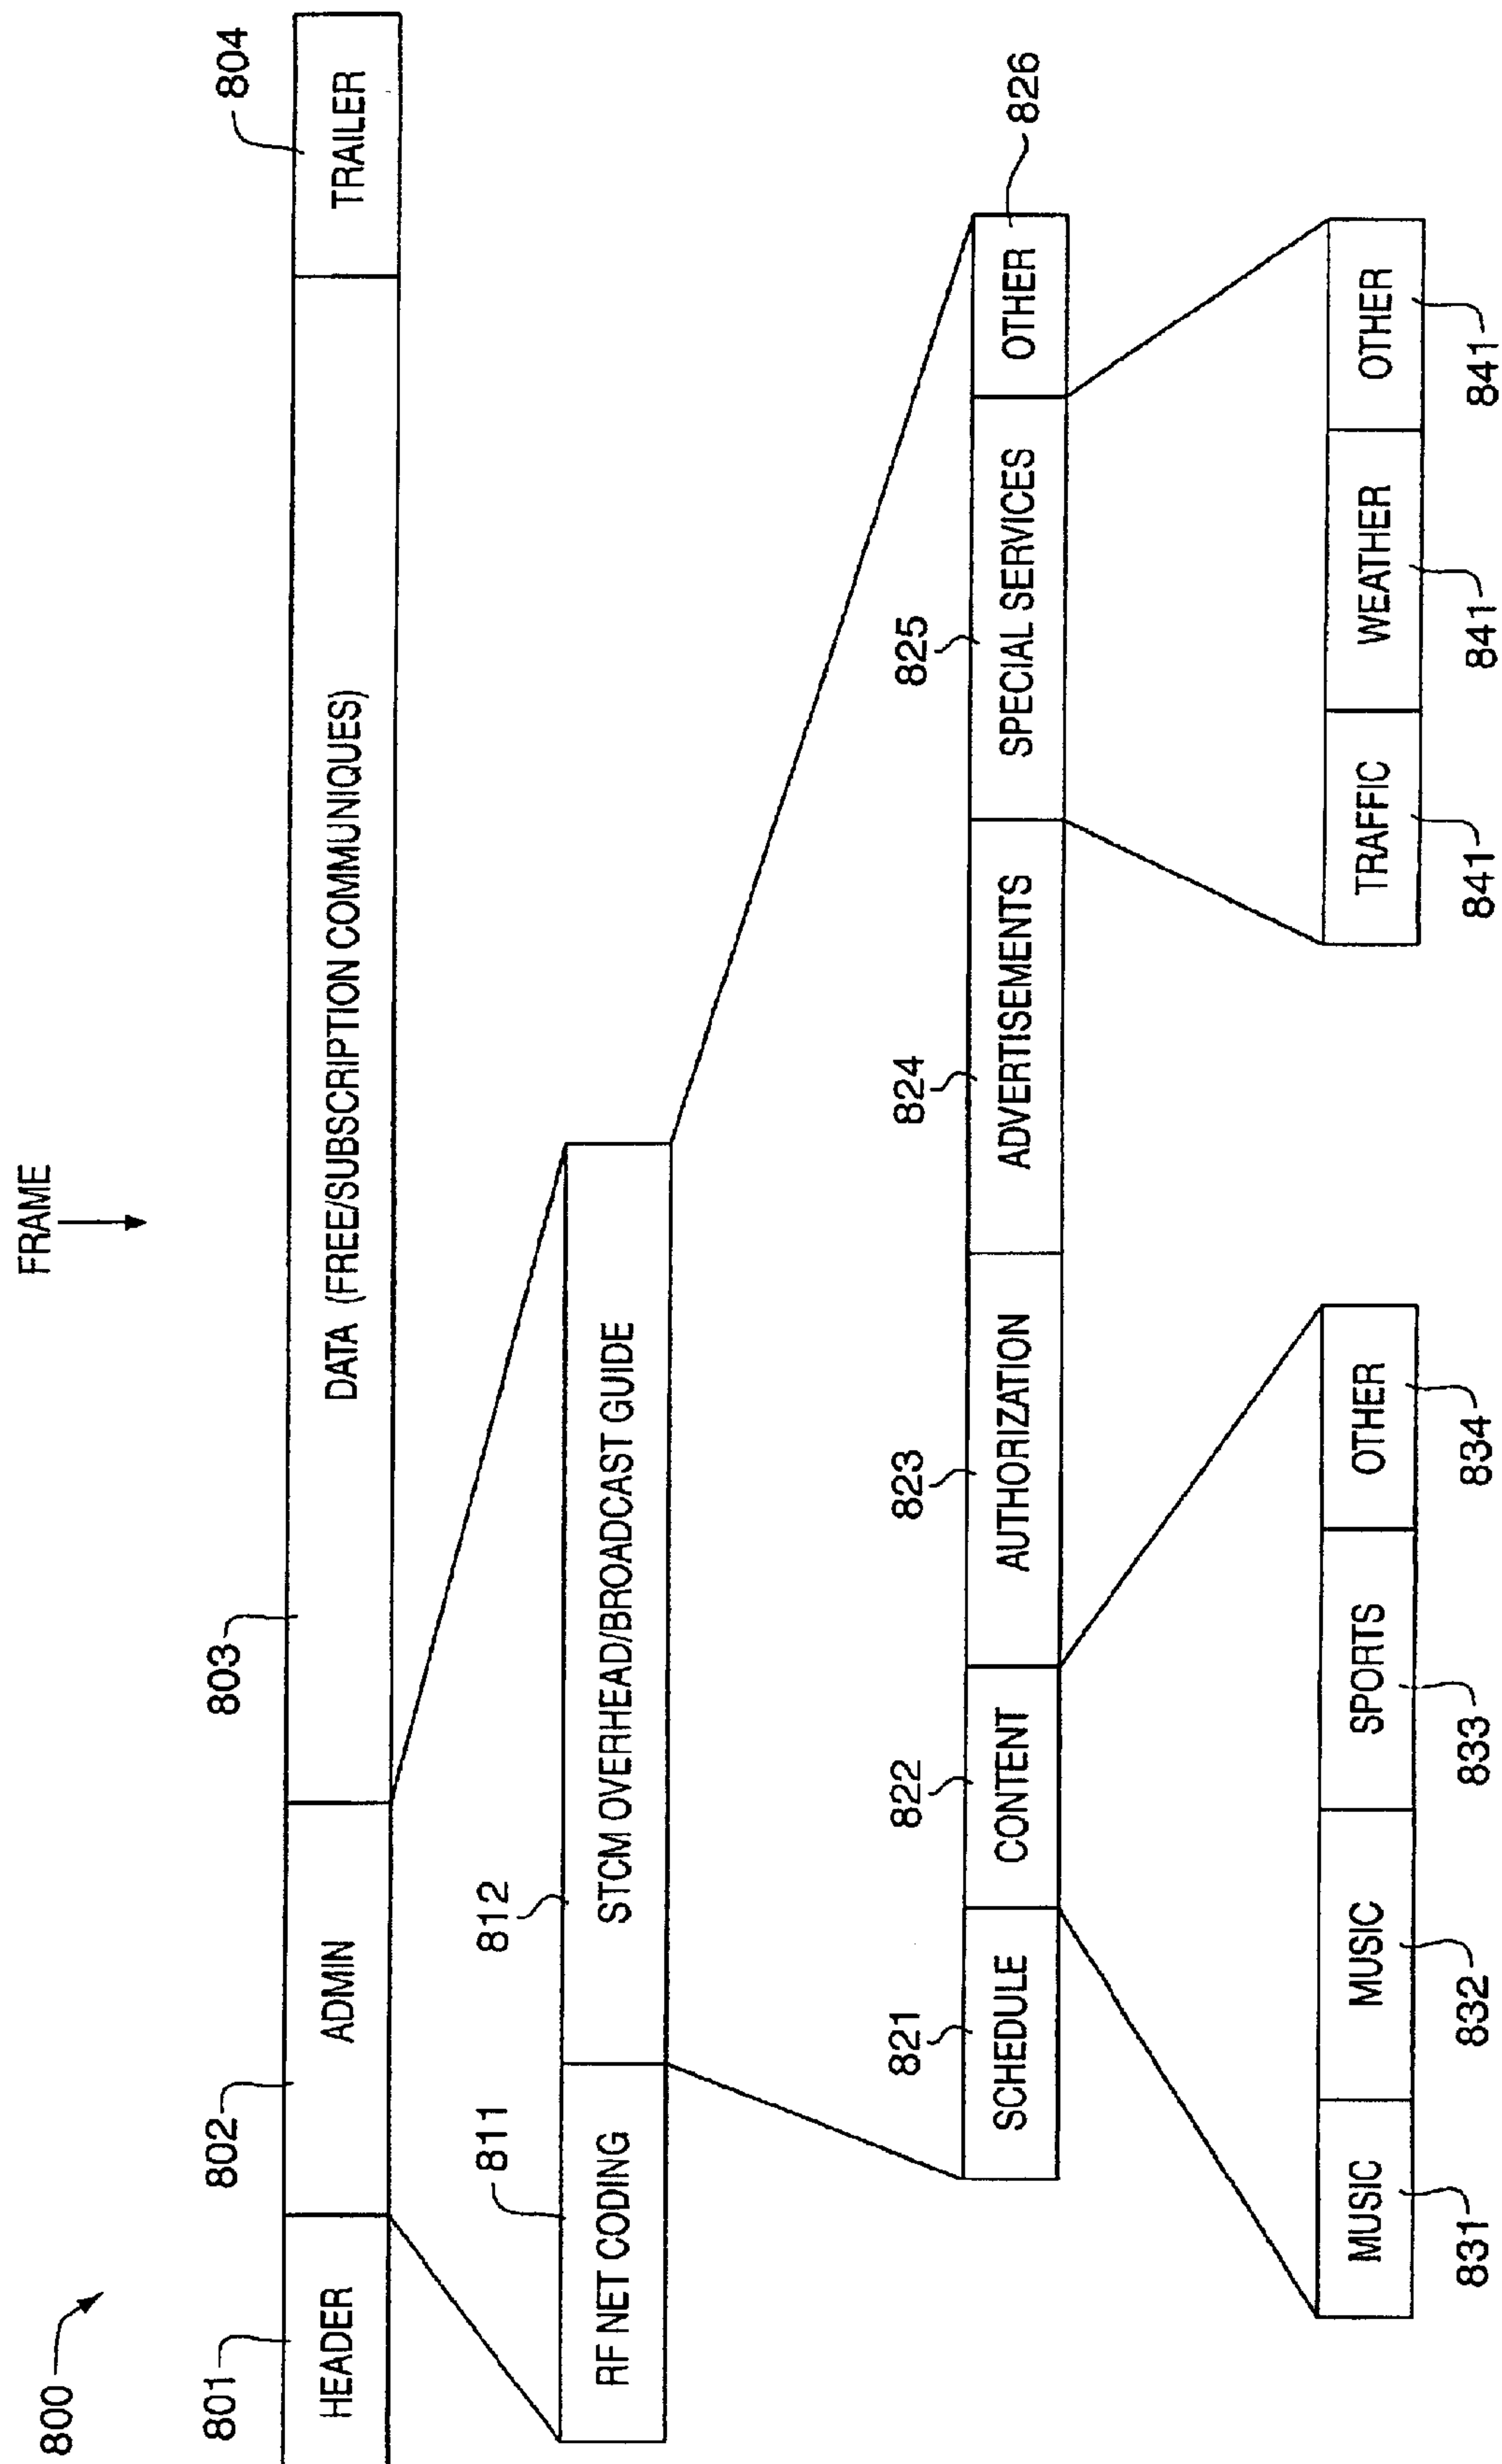 FRAME
800
801
802
803
804
HEADER
ADMIN
DATA (FREE/SUBSCRIPTION COMMUNIQUES)
TRAILER
811
812
RF NET CODING
STCM OVERHEAD/BROADCAST GUIDE
821
822
823
824
825
826
SCHEDULE
CONTENT
AUTHORIZATION
ADVERTISEMENTS
SPECIAL SERVICES
OTHER
MUSIC
MUSIC
SPORTS
OTHER
831
832
833
834
TRAFFIC
WEATHER
OTHER
841
841
841